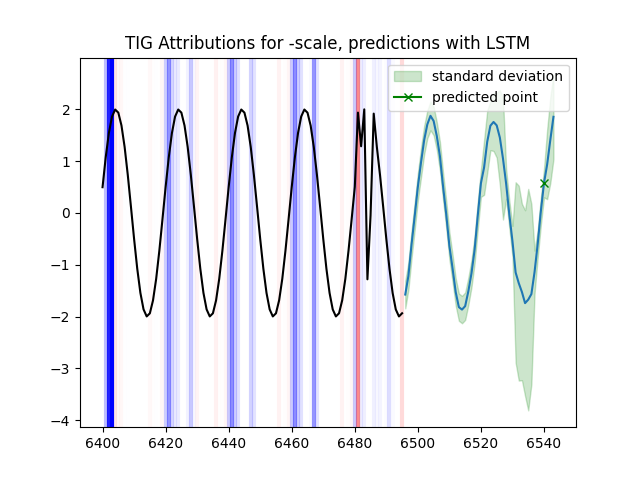 TIG Attributions for -scale, predictions with LSTM
standard deviation
predicted point
2
1
0
−1
−2
−3
−4
6400 6420 6440 6460 6480 6500 6520 6540